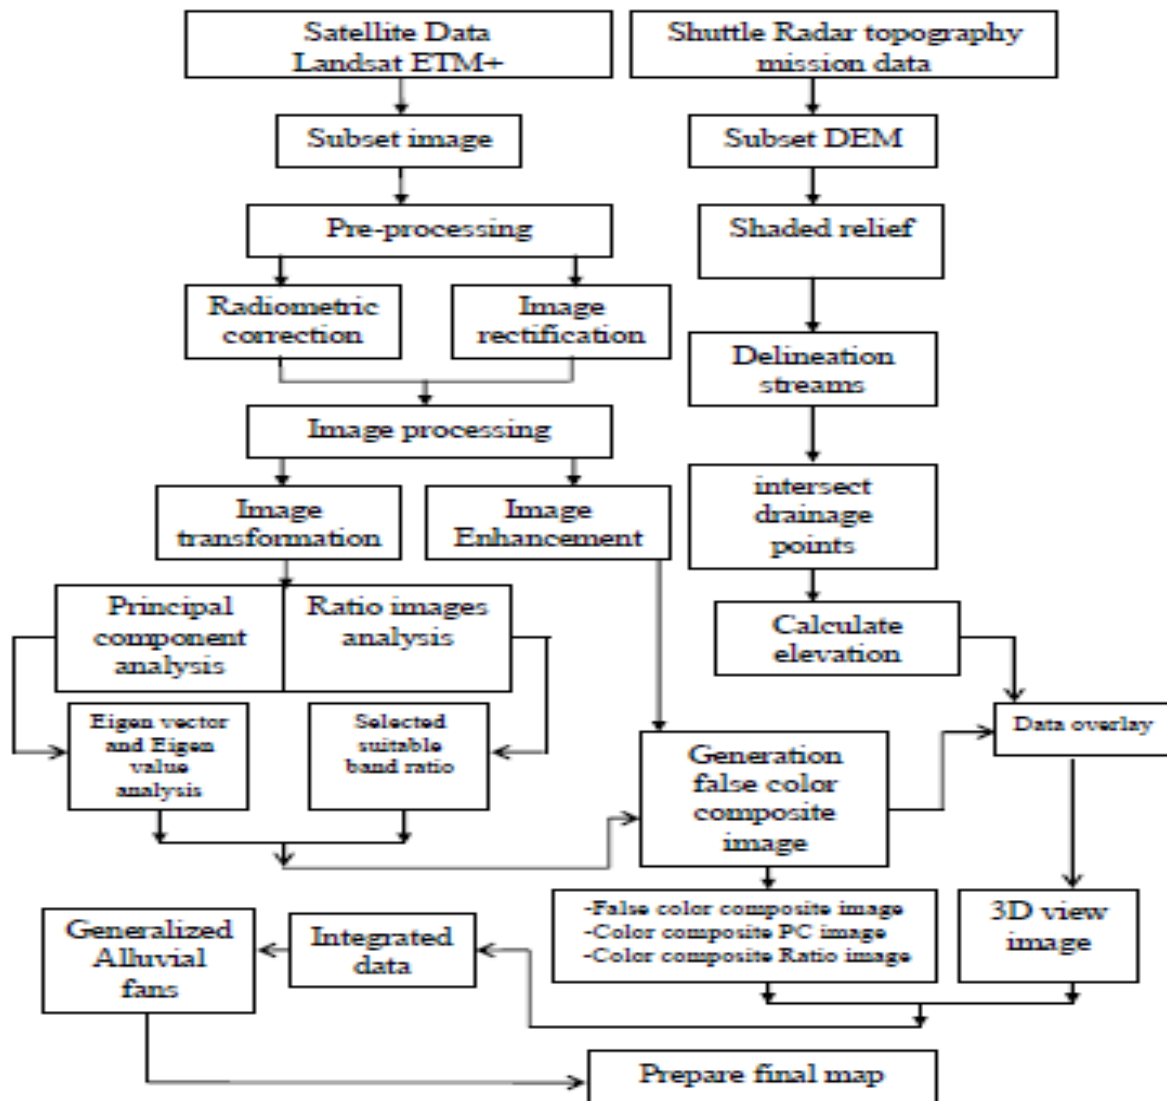 Satellite Data
Landsat ETM+
Shuttle Radar topography
mission data
Subset image
Subset DEM
Pre-processing
Shaded relief
Radiometric
correction
Image
rectification
Delineation
streams
Image processing
intersect
drainage
points
Image
transformation
Image
Enhancement
Principal
component
analysis
Ratio images
analysis
Calculate
elevation
Eigen vector
and Eigen
value
analysis
Selected
suitable
band ratio
Data overlay
Generation
false color
composite
image
-False color composite image
-Color composite PC image
-Color composite Ratio image
3D view
image
Generalized
Alluvial
fans
Integrated
data
Prepare final map